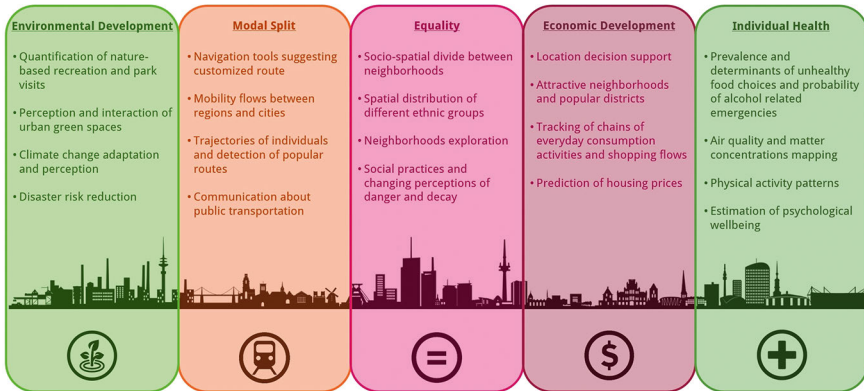 Environmental Development
• Quantification of nature-
based recreation and park
visits
• Perception and interaction of
urban green spaces
• Climate change adaptation
and perception
• Disaster risk reduction
Modal Split
• Navigation tools suggesting
customized route
• Mobility flows between
regions and cities
• Trajectories of individuals
and detection of popular
routes
• Communication about
public transportation
Equality
• Socio-spatial divide between
neighborhoods
• Spatial distribution of
different ethnic groups
• Neighborhoods exploration
• Social practices and
changing perceptions of
danger and decay
=
Economic Development
• Location decision support
• Attractive neighborhoods
and popular districts
• Tracking of chains of
everyday consumption
activities and shopping flows
• Prediction of housing prices
$
Individual Health
• Prevalence and
determinants of unhealthy
food choices and probability
of alcohol related
emergencies
• Air quality and matter
concentrations mapping
• Physical activity patterns
• Estimation of psychological
wellbeing
+